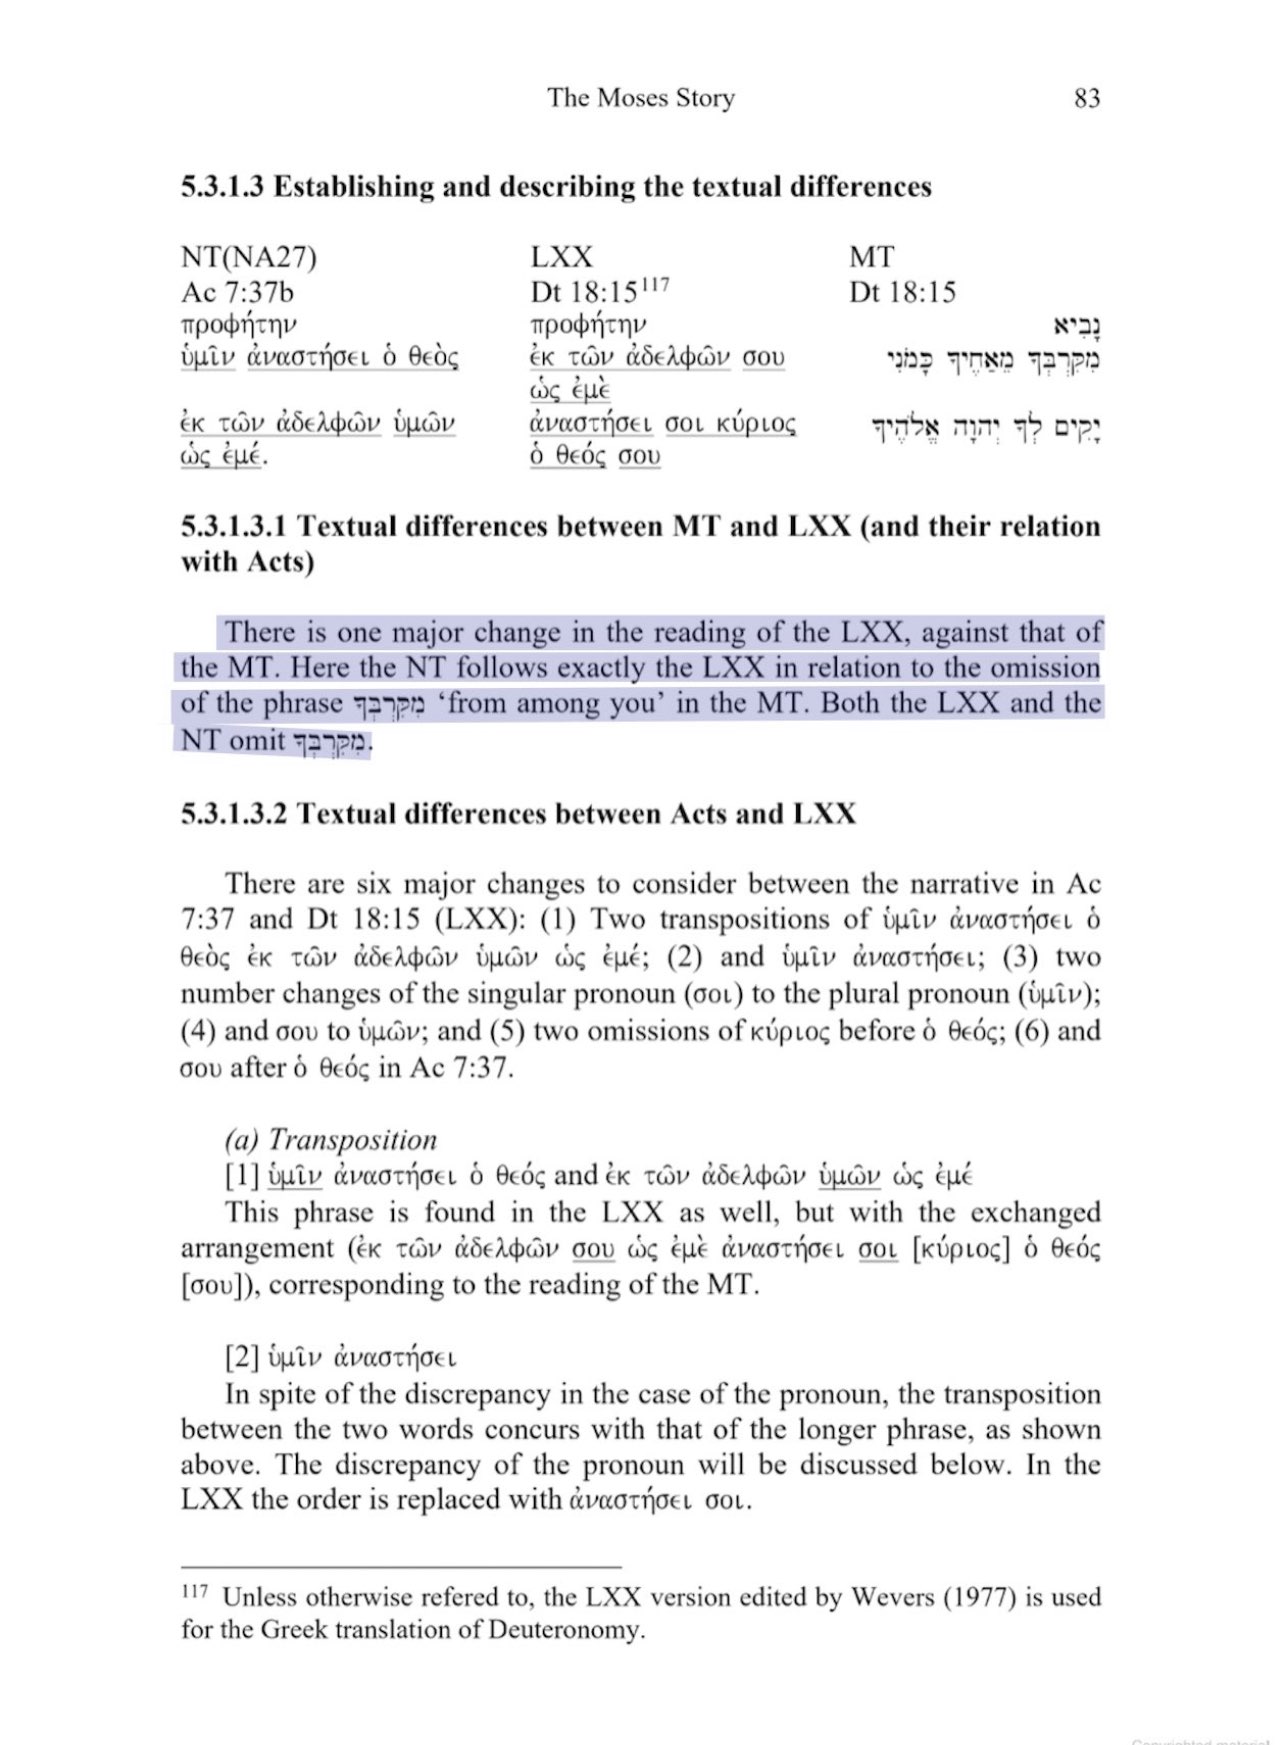 The Moses Story 83
5.3.1.3 Establishing and describing the textual differences
NT(NA27) LXX MT
Ac 7:37b Dt 18:15¹¹⁷ Dt 18:15
προφήτην προφήτην נָבִיא
ὑμῖν ἀναστήσει ὁ θεὸς ἐκ τῶν ἀδελφῶν σου מִקִּרְבְּךָ מֵאַחֶיךָ כָּמֹנִי
ὡς ἐμὲ
ἐκ τῶν ἀδελφῶν ὑμῶν ἀναστήσει σοι κύριος יָקִים לְךָ יְהוָה אֱלֹהֶיךָ
ὡς ἐμέ. ὁ θεός σου
5.3.1.3.1 Textual differences between MT and LXX (and their relation
with Acts)
There is one major change in the reading of the LXX, against that of
the MT. Here the NT follows exactly the LXX in relation to the omission
of the phrase מִקִּרְבְּךָ ‘from among you’ in the MT. Both the LXX and the
NT omit מִקִּרְבְּךָ.
5.3.1.3.2 Textual differences between Acts and LXX
There are six major changes to consider between the narrative in Ac
7:37 and Dt 18:15 (LXX): (1) Two transpositions of ὑμῖν ἀναστήσει ὁ
θεὸς ἐκ τῶν ἀδελφῶν ὑμῶν ὡς ἐμέ; (2) and ὑμῖν ἀναστήσει; (3) two
number changes of the singular pronoun (σοι) to the plural pronoun (ὑμῖν);
(4) and σου to ὑμῶν; and (5) two omissions of κύριος before ὁ θεός; (6) and
σου after ὁ θεός in Ac 7:37.
(a) Transposition
[1] ὑμῖν ἀναστήσει ὁ θεός and ἐκ τῶν ἀδελφῶν ὑμῶν ὡς ἐμέ
This phrase is found in the LXX as well, but with the exchanged
arrangement (ἐκ τῶν ἀδελφῶν σου ὡς ἐμὲ ἀναστήσει σοι [κύριος] ὁ θεός
[σου]), corresponding to the reading of the MT.
[2] ὑμῖν ἀναστήσει
In spite of the discrepancy in the case of the pronoun, the transposition
between the two words concurs with that of the longer phrase, as shown
above. The discrepancy of the pronoun will be discussed below. In the
LXX the order is replaced with ἀναστήσει σοι.
¹¹⁷ Unless otherwise refered to, the LXX version edited by Wevers (1977) is used
for the Greek translation of Deuteronomy.
Copyrighted material